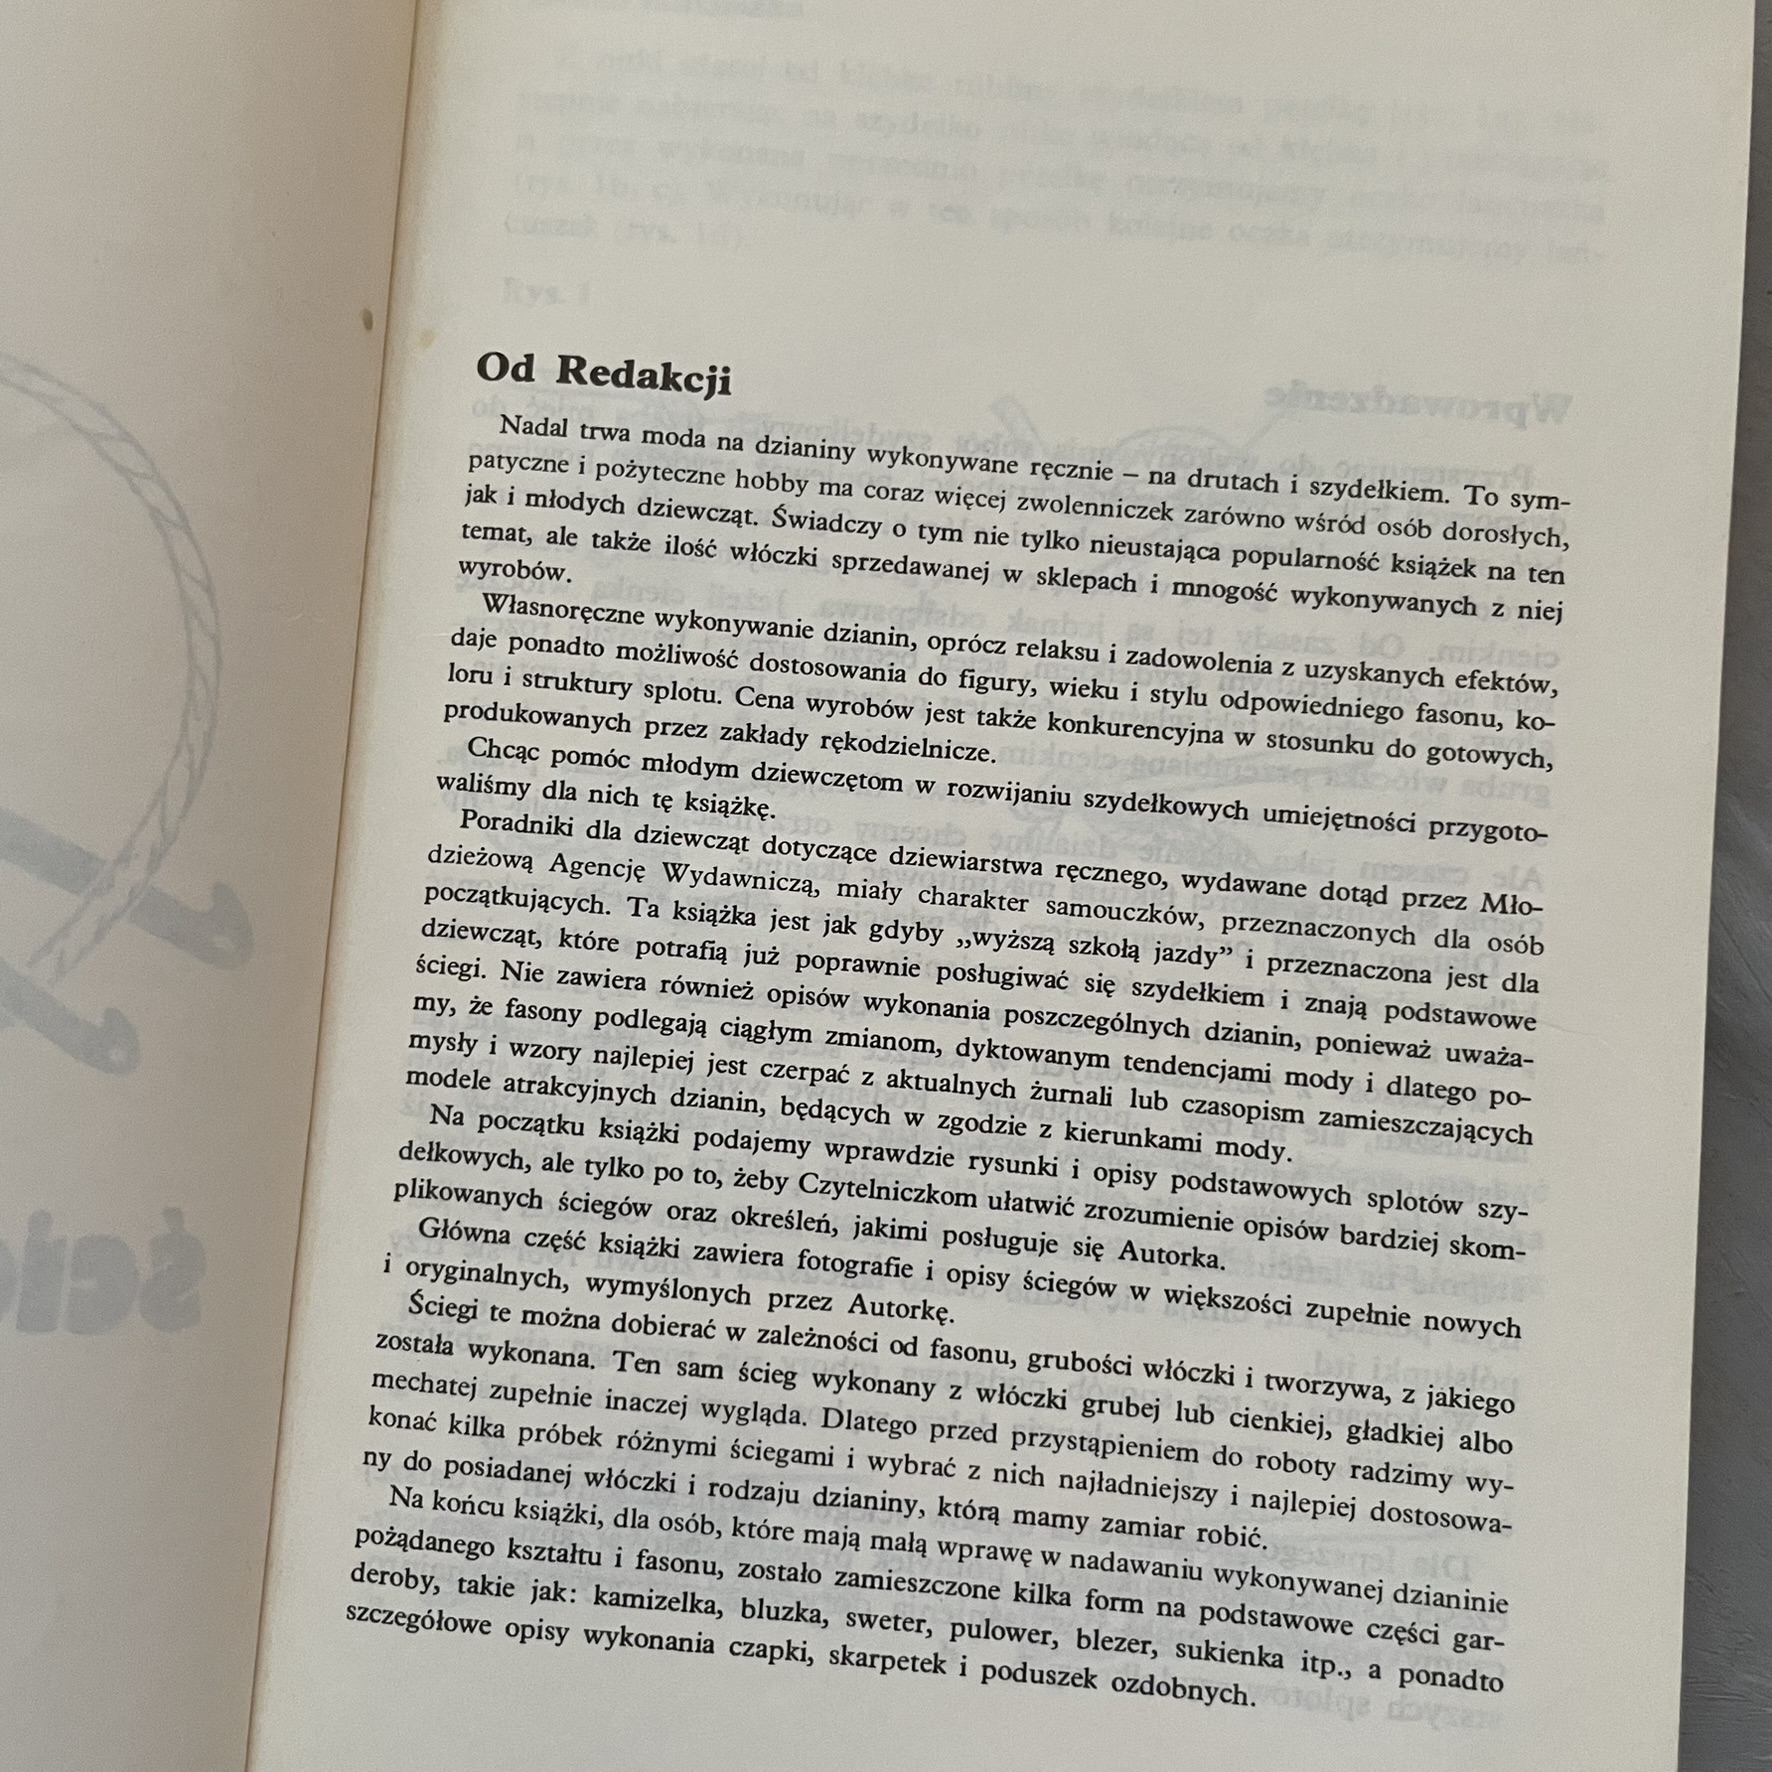 Od Redakcji
Nadal trwa moda na dzianiny wykonywane ręcznie – na drutach i szydełkiem. To sym-
patyczne i pożyteczne hobby ma coraz więcej zwolenniczek zarówno wśród osób dorosłych,
jak i młodych dziewcząt. Świadczy o tym nie tylko nieustająca popularność książek na ten
temat, ale także ilość włóczki sprzedawanej w sklepach i mnogość wykonywanych z niej
wyrobów.
Własnoręczne wykonywanie dzianin, oprócz relaksu i zadowolenia z uzyskanych efektów,
daje ponadto możliwość dostosowania do figury, wieku i stylu odpowiedniego fasonu, ko-
loru i struktury splotu. Cena wyrobów jest także konkurencyjna w stosunku do gotowych,
produkowanych przez zakłady rękodzielnicze.
Chcąc pomóc młodym dziewczętom w rozwijaniu szydełkowych umiejętności przygoto-
waliśmy dla nich tę książkę.
Poradniki dla dziewcząt dotyczące dziewiarstwa ręcznego, wydawane dotąd przez Mło-
dzieżową Agencję Wydawniczą, miały charakter samouczków, przeznaczonych dla osób
początkujących. Ta książka jest jak gdyby „wyższą szkołą jazdy” i przeznaczona jest dla
dziewcząt, które potrafią już poprawnie posługiwać się szydełkiem i znają podstawowe
ściegi. Nie zawiera również opisów wykonania poszczególnych dzianin, ponieważ uważa-
my, że fasony podlegają ciągłym zmianom, dyktowanym tendencjami mody i dlatego po-
mysły i wzory najlepiej jest czerpać z aktualnych żurnali lub czasopism zamieszczających
modele atrakcyjnych dzianin, będących w zgodzie z kierunkami mody.
Na początku książki podajemy wprawdzie rysunki i opisy podstawowych splotów szy-
dełkowych, ale tylko po to, żeby Czytelniczkom ułatwić zrozumienie opisów bardziej skom-
plikowanych ściegów oraz określeń, jakimi posługuje się Autorka.
Główna część książki zawiera fotografie i opisy ściegów w większości zupełnie nowych
i oryginalnych, wymyślonych przez Autorkę.
Ściegi te można dobierać w zależności od fasonu, grubości włóczki i tworzywa, z jakiego
została wykonana. Ten sam ścieg wykonany z włóczki grubej lub cienkiej, gładkiej albo
mechatej zupełnie inaczej wygląda. Dlatego przed przystąpieniem do roboty radzimy wy-
konać kilka próbek różnymi ściegami i wybrać z nich najładniejszy i najlepiej dostosowa-
ny do posiadanej włóczki i rodzaju dzianiny, którą mamy zamiar robić.
Na końcu książki, dla osób, które mają małą wprawę w nadawaniu wykonywanej dzianinie
pożądanego kształtu i fasonu, zostało zamieszczone kilka form na podstawowe części gar-
deroby, takie jak: kamizelka, bluzka, sweter, pulower, blezer, sukienka itp., a ponadto
szczegółowe opisy wykonania czapki, skarpetek i poduszek ozdobnych.